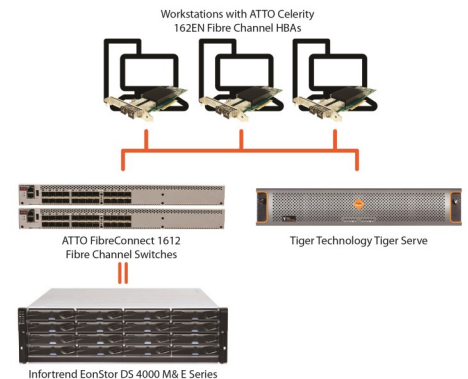 Workstations with ATTO Celerity
162EN Fibre Channel HBAs
ATTO FibreConnect 1612
Fibre Channel Switches
Tiger Technology Tiger Serve
Infortrend EonStor DS 4000 M& E Series